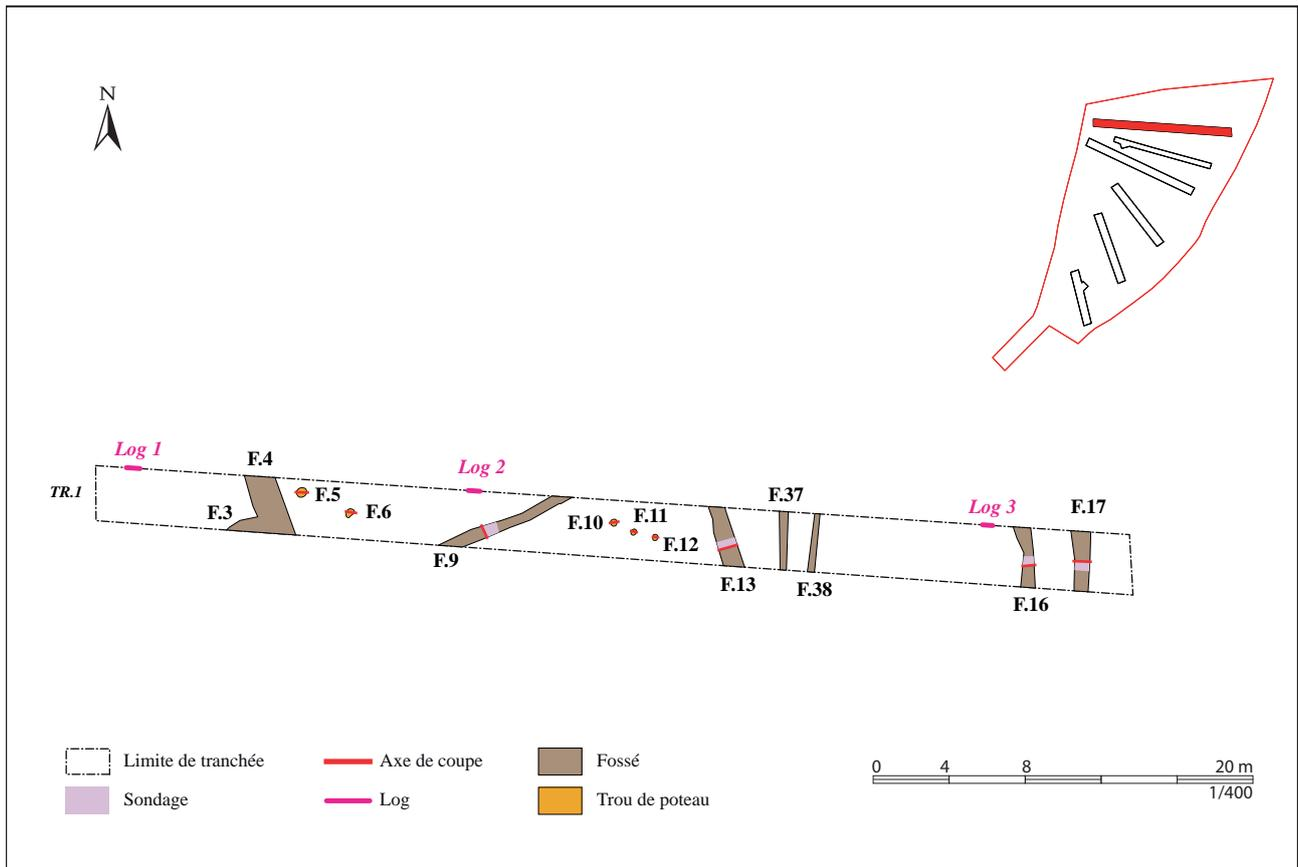 N
Log 1
F.4
Log 2
TR.1
F.5
F.3
F.6
F.37
F.10
F.11
F.12
Log 3
F.17
F.9
F.13
F.38
F.16
Limite de tranchée
Axe de coupe
Fossé
Sondage
Log
Trou de poteau
0 4 8 20 m
1/400